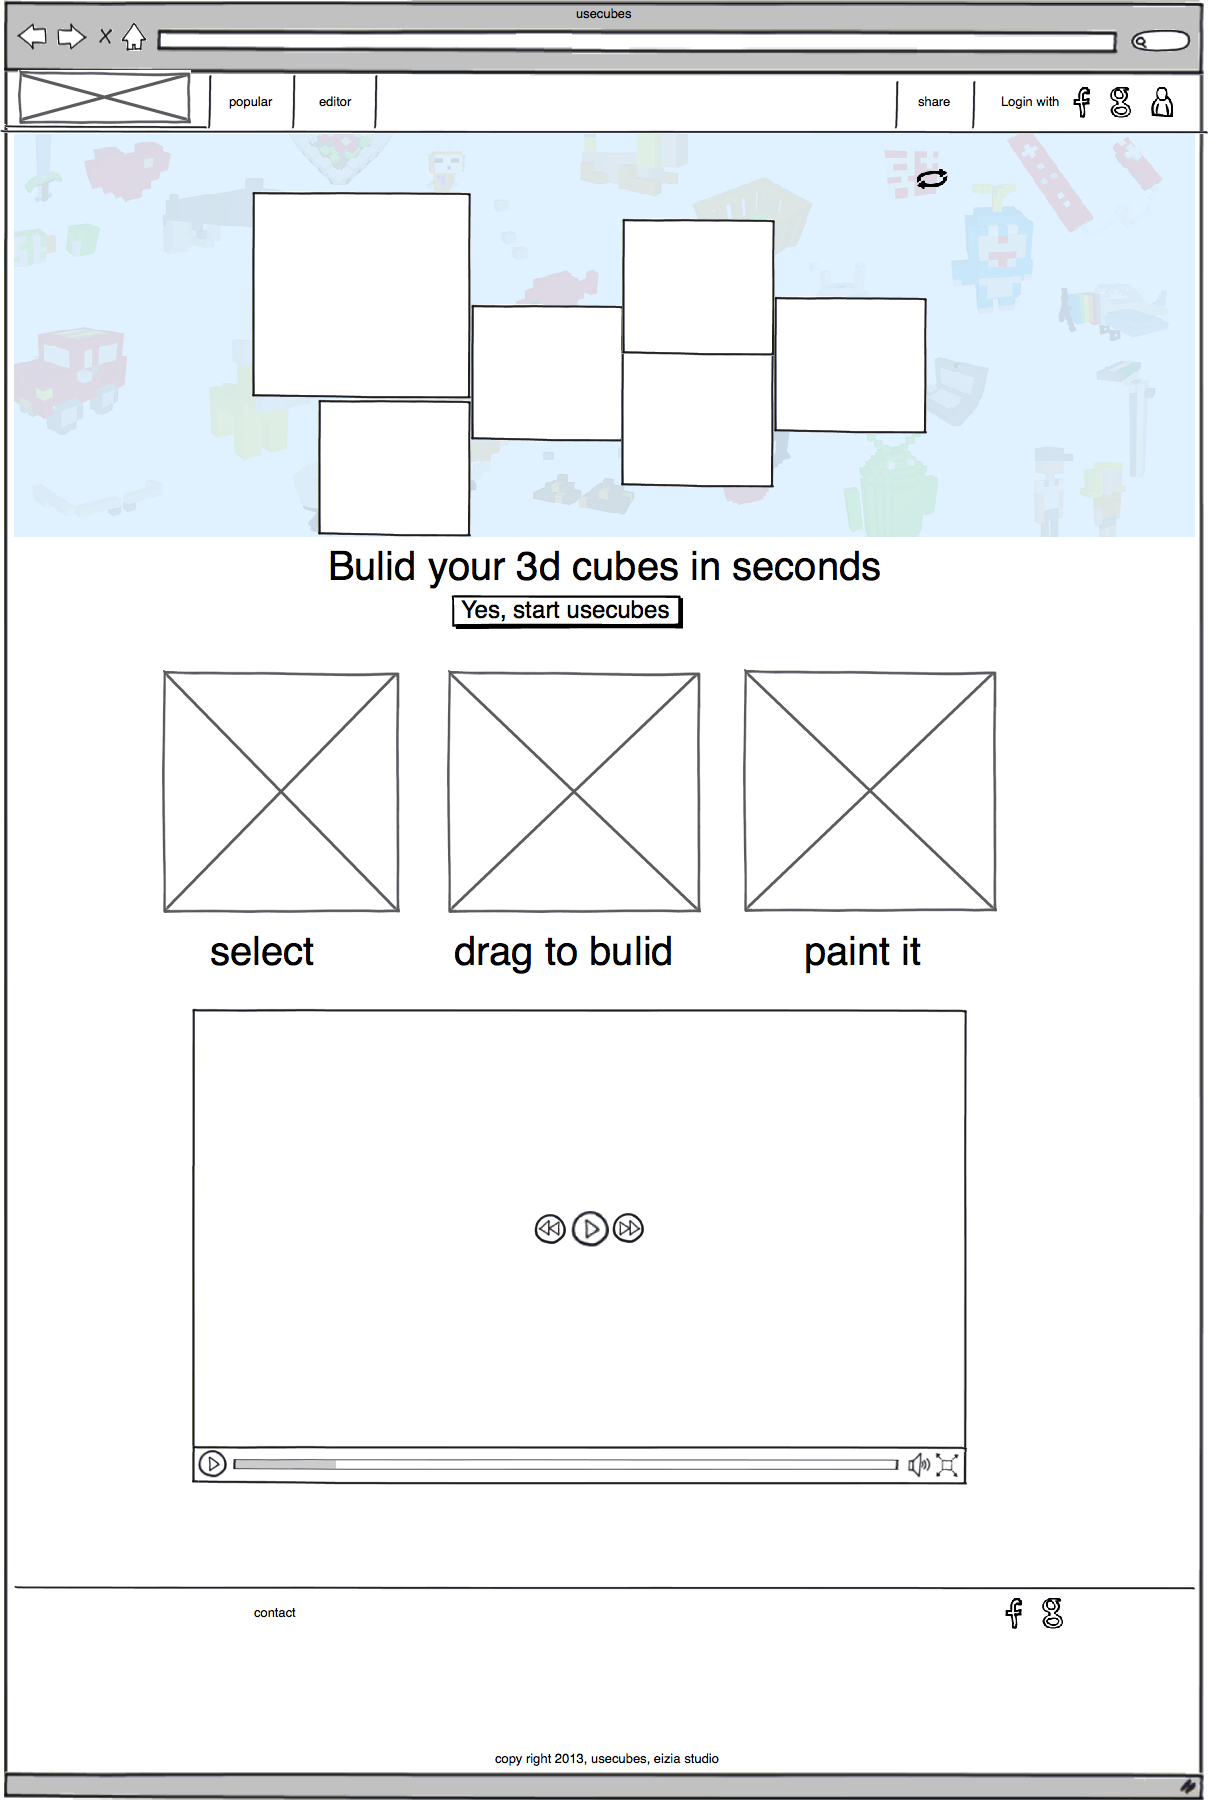 usecubes
popular
editor
share
Login with
Bulid your 3d cubes in seconds
Yes, start usecubes
select
drag to bulid
paint it
contact
copy right 2013, usecubes, eizia studio